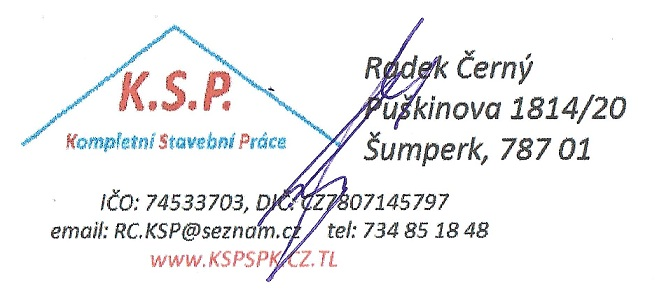 K.S.P.
Kompletní Stavební Práce
Radek Černý
Puškinova 1814/20
Šumperk, 787 01
IČO: 74533703, DIČ: CZ7807145797
email: RC.KSP@seznam.cz tel: 734 85 18 48
www.KSPSPK.CZ.TL